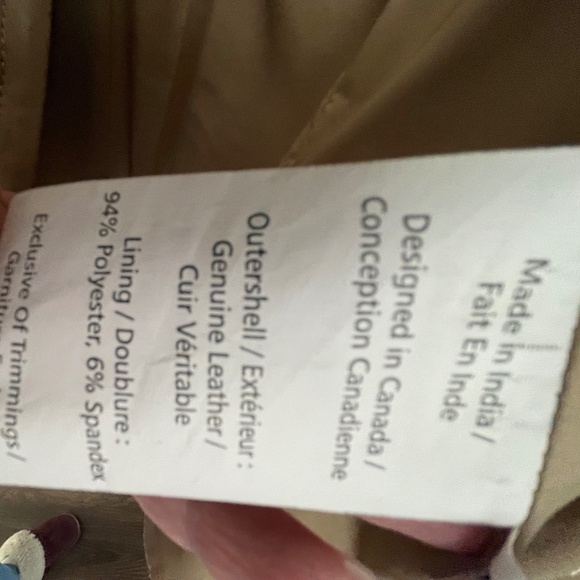 Made in India /
Fait En Inde
Designed in Canada /
Conception Canadienne
Outershell / Extérieur :
Genuine Leather /
Cuir Véritable
Lining / Doublure :
94% Polyester, 6% Spandex
Exclusive Of Trimmings /